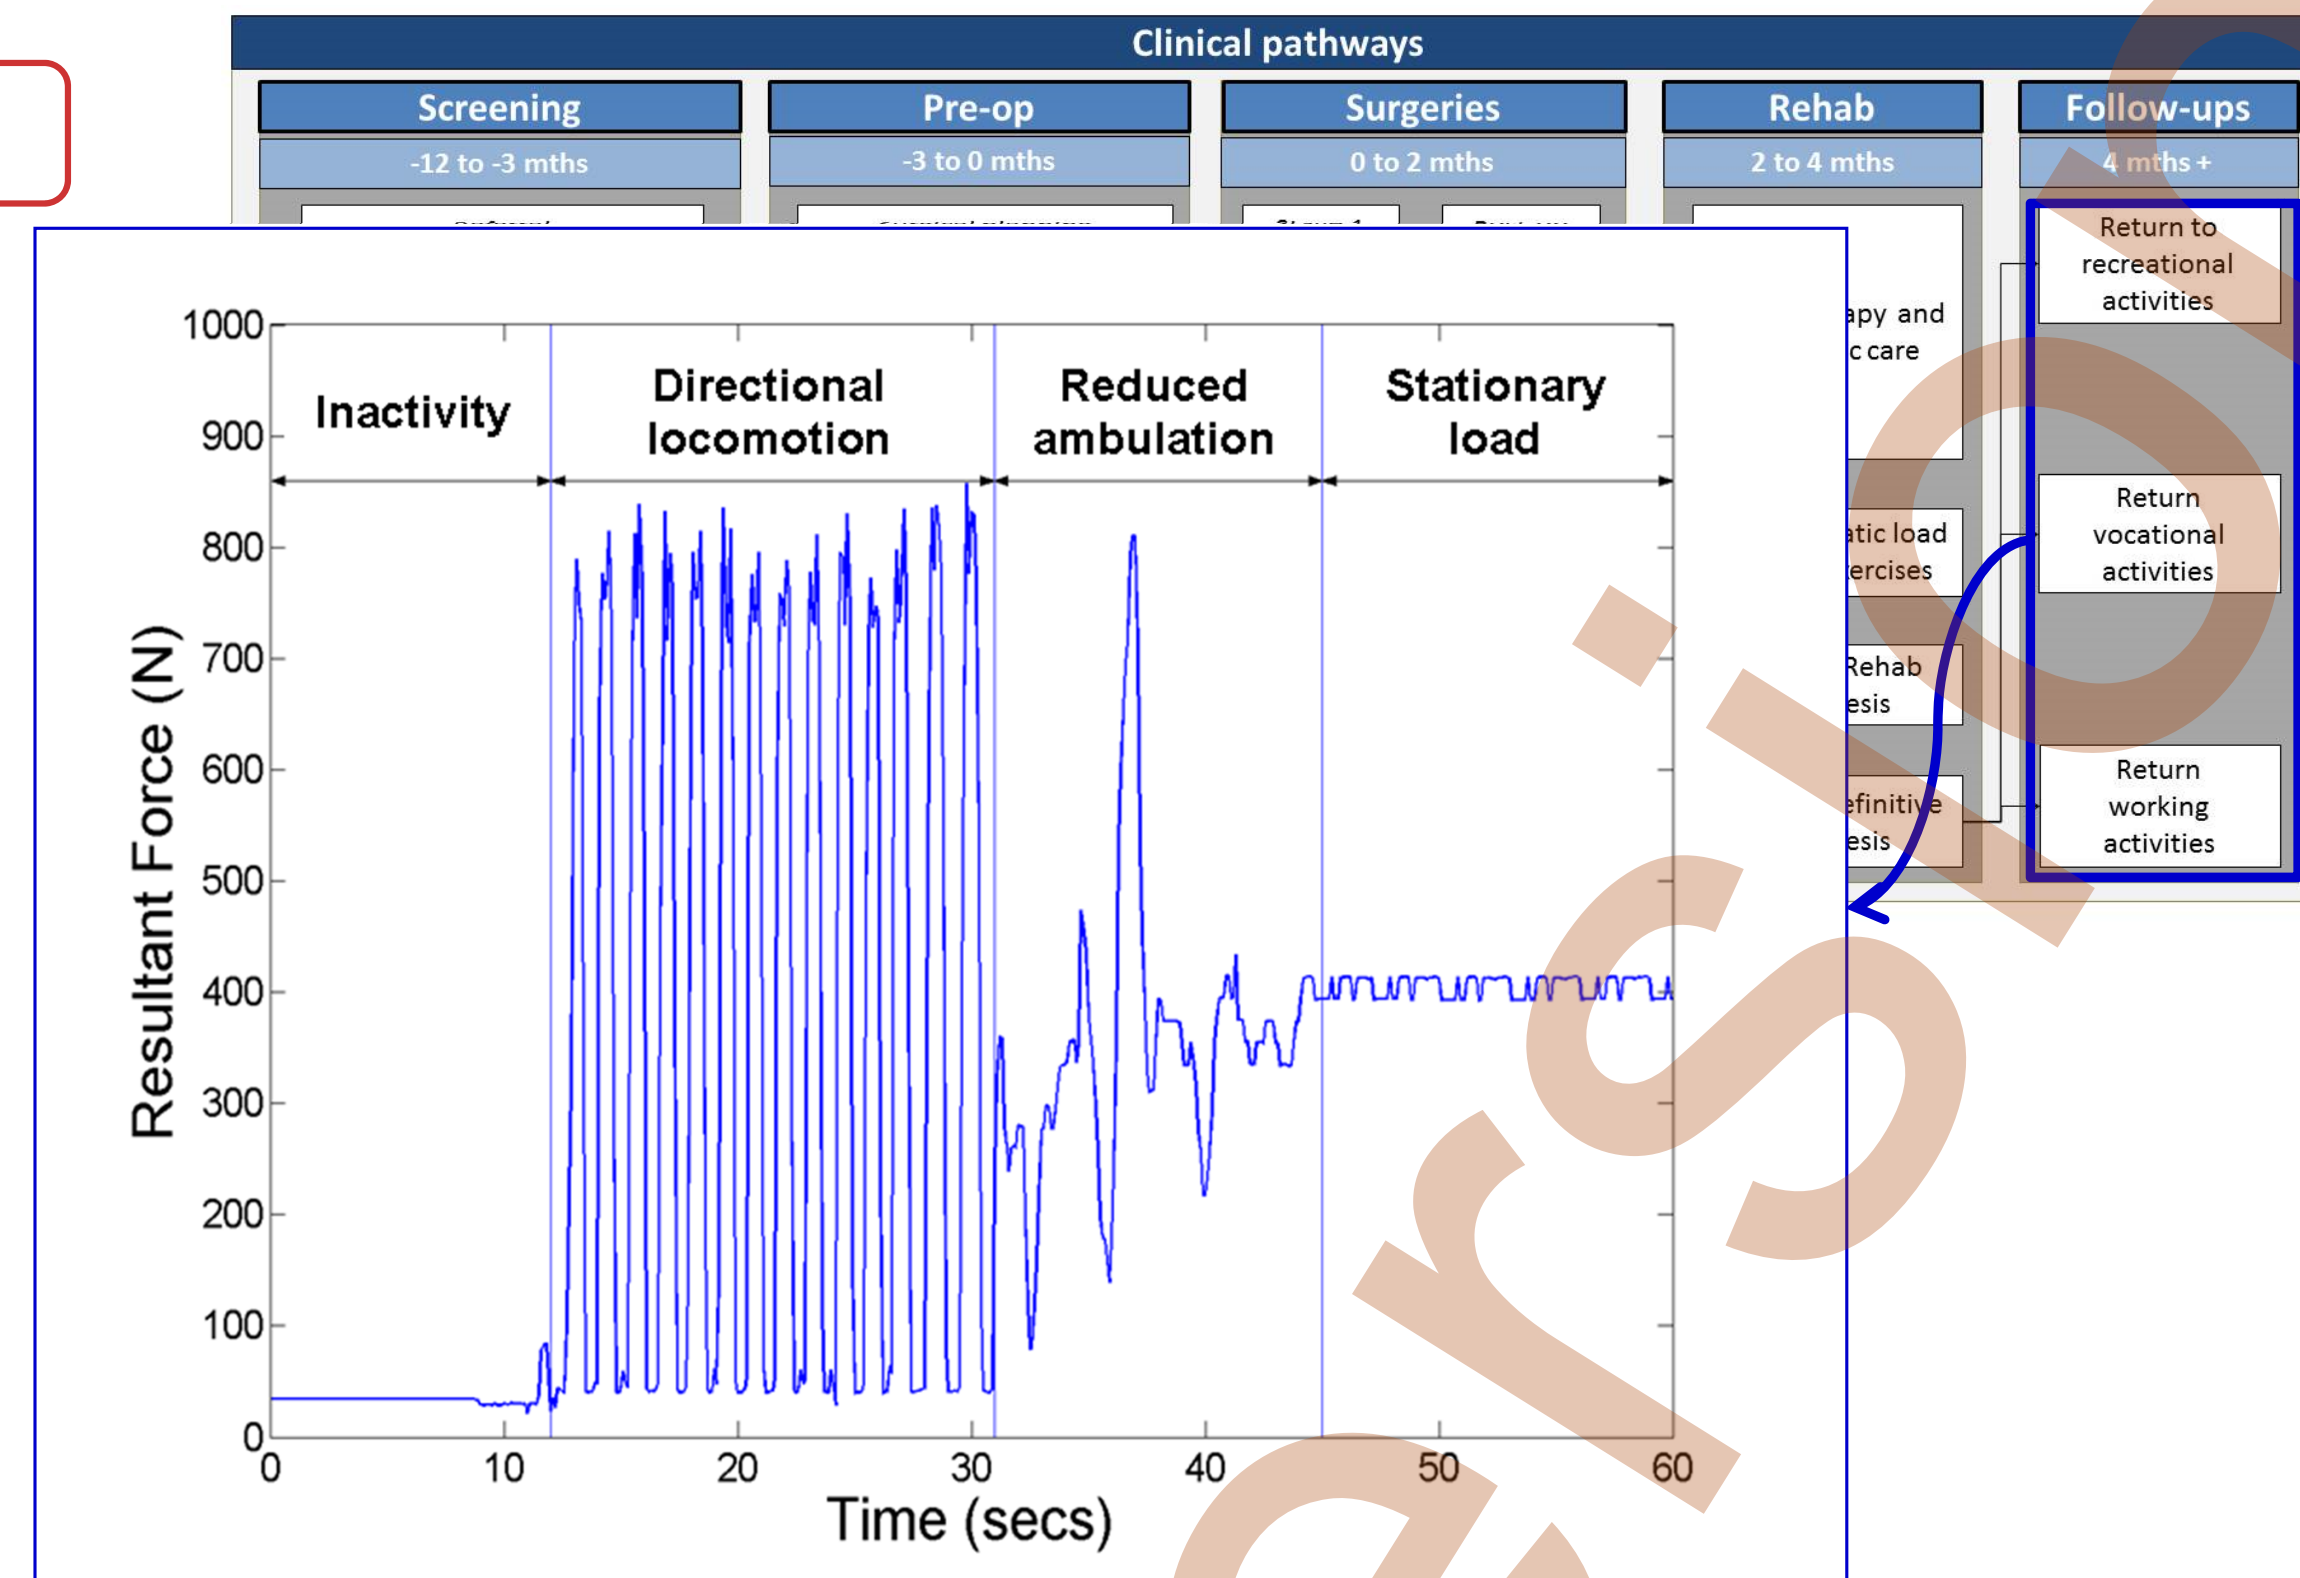 Clinical pathways
Screening
Pre-op
Surgeries
Rehab
Follow-ups
-12 to -3 mths
-3 to 0 mths
0 to 2 mths
2 to 4 mths
4 mths +
Return to
recreational
activities
apy and
c care
Return
vocational
activities
atic load
ercises
Rehab
esis
Return
working
activities
efinitive
esis
Inactivity
Directional
locomotion
Reduced
ambulation
Stationary
load
Resultant Force (N)
1000
900
800
700
600
500
400
300
200
100
0
0 10 20 30 40 50 60
Time (secs)